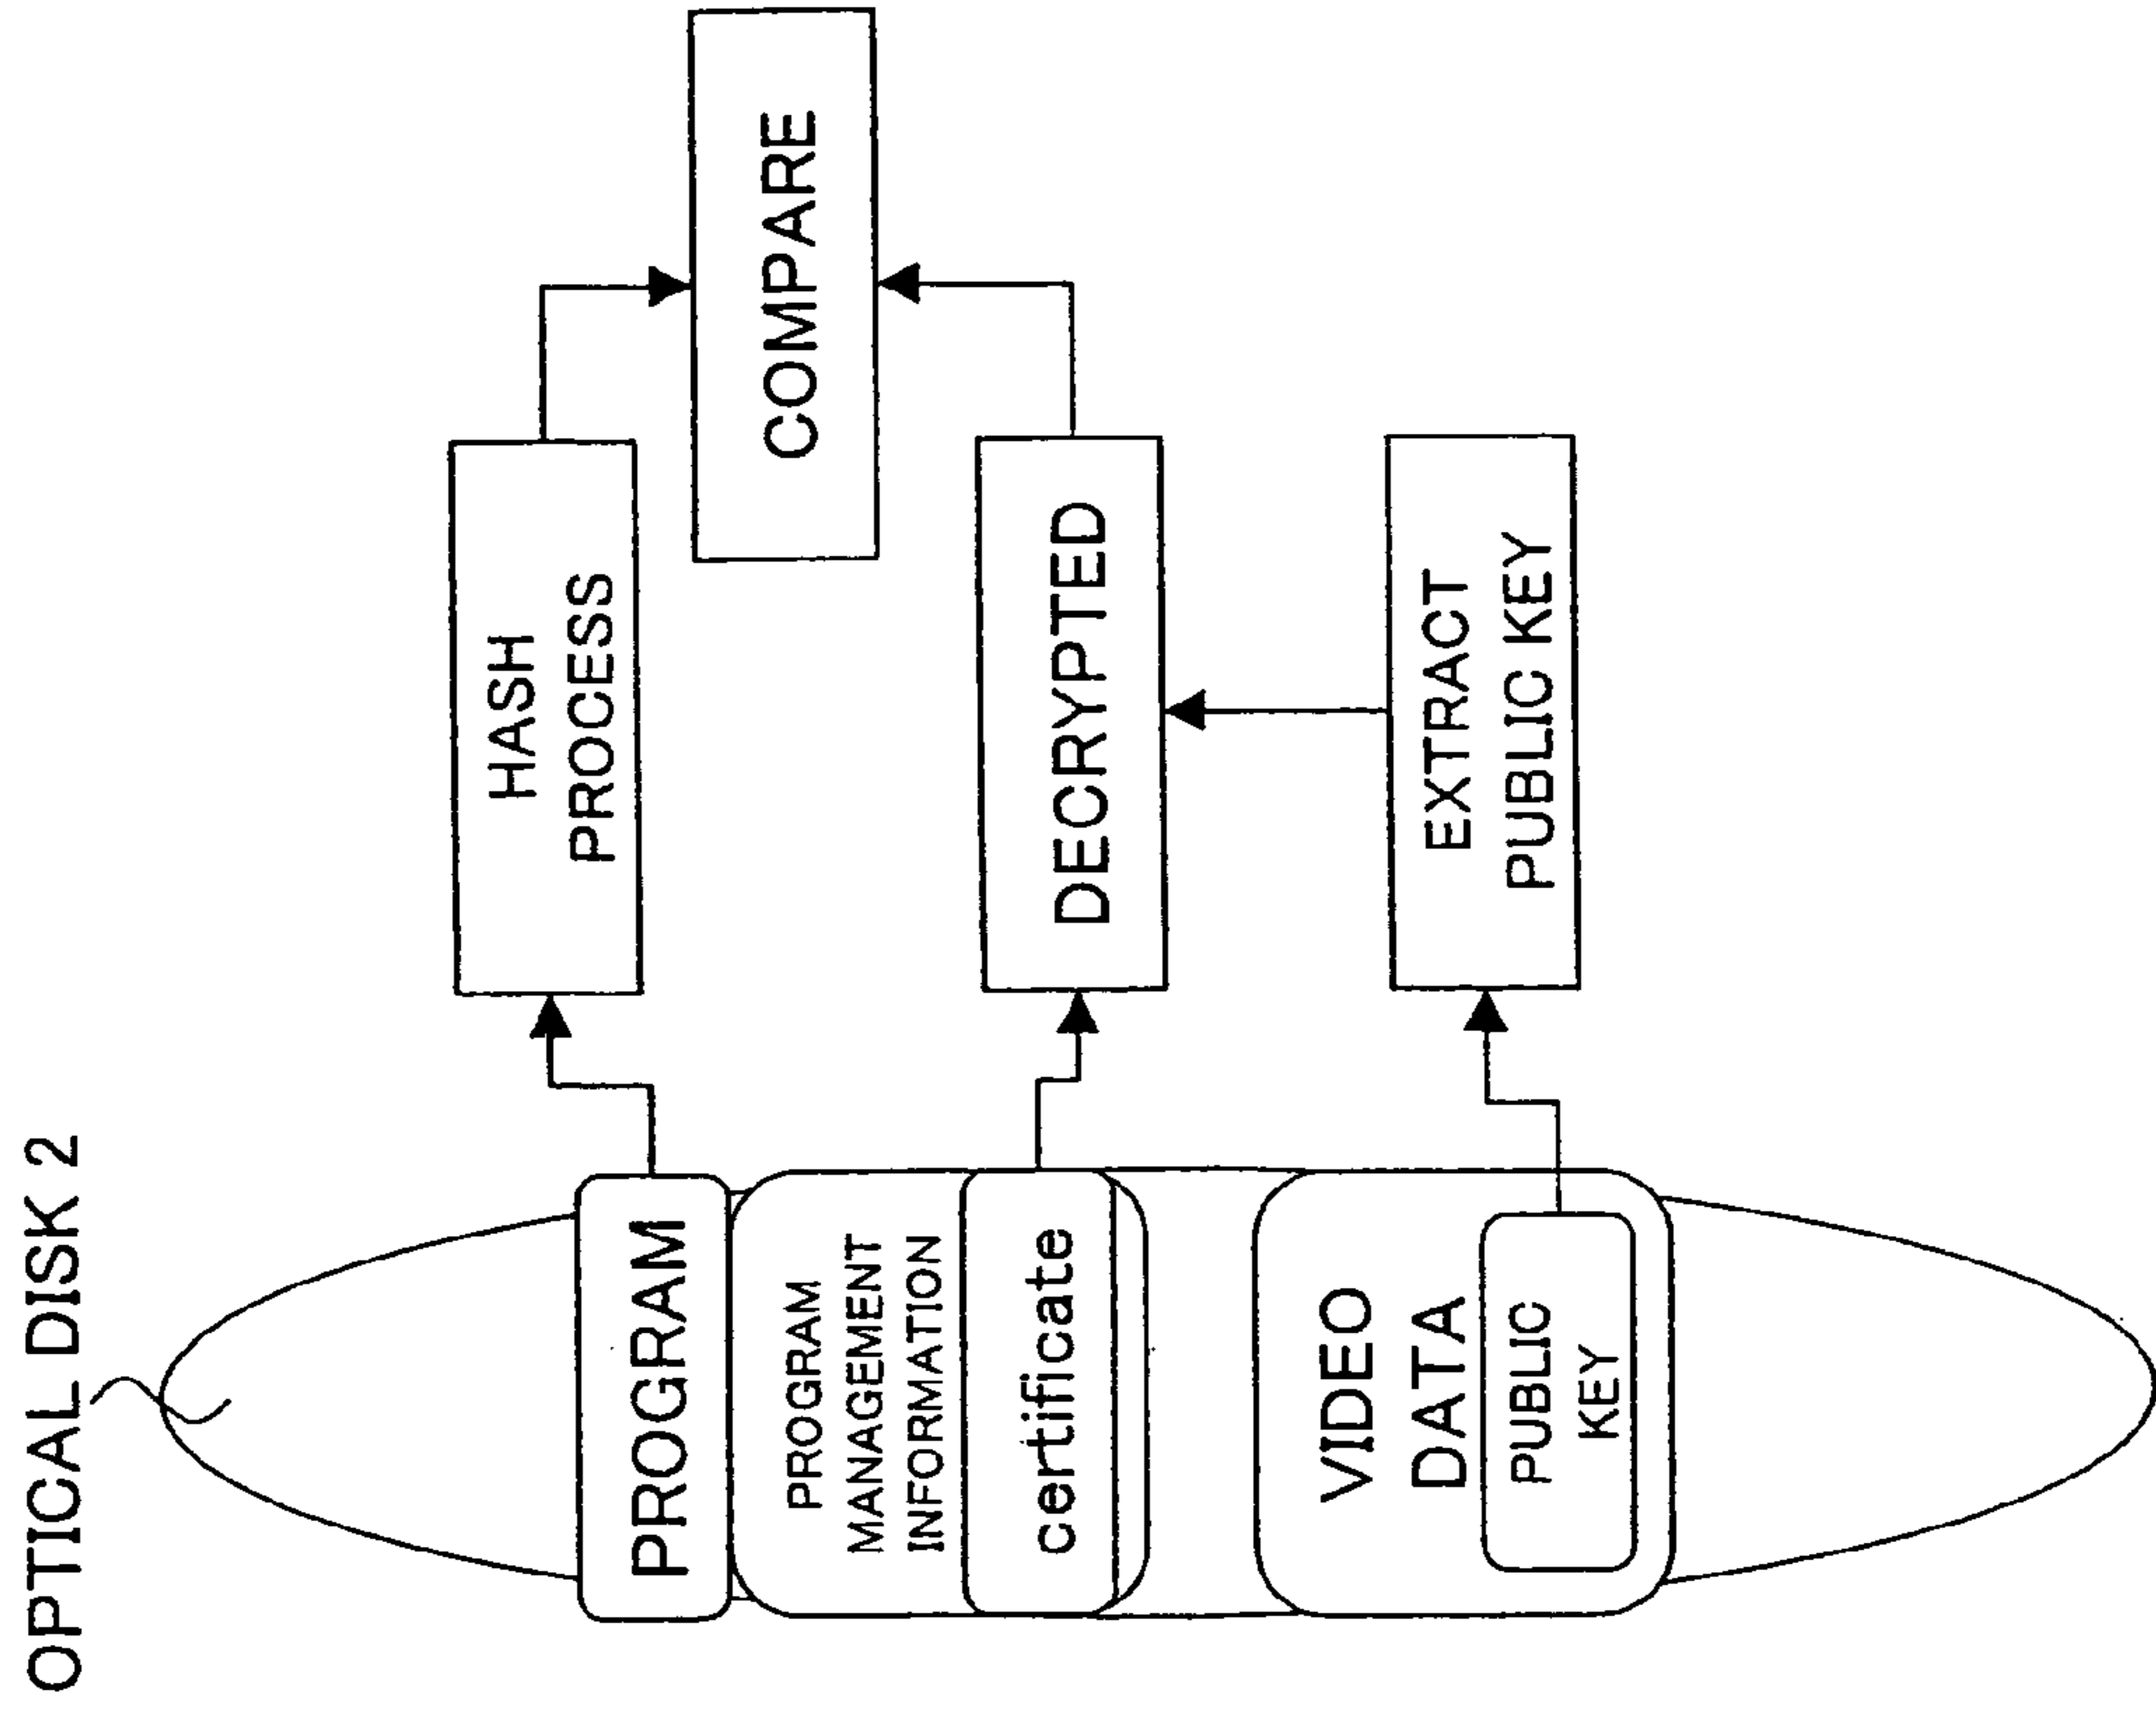 OPTICAL DISK 2
PROGRAM
PROGRAM
MANAGEMENT
INFORMATION
certificate
VIDEO
DATA
PUBLIC
KEY
HASH
PROCESS
DECRYPTED
EXTRACT
PUBLIC KEY
COMPARE